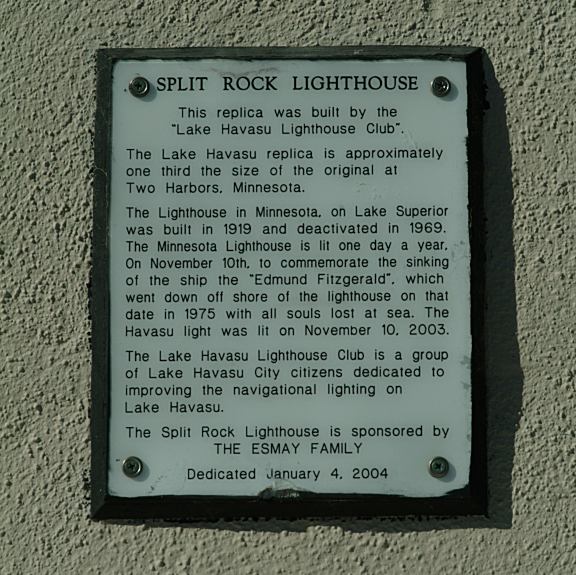 SPLIT ROCK LIGHTHOUSE
This replica was built by the
"Lake Havasu Lighthouse Club".
The Lake Havasu replica is approximately
one third the size of the original at
Two Harbors, Minnesota.
The Lighthouse in Minnesota, on Lake Superior
was built in 1919 and deactivated in 1969.
The Minnesota Lighthouse is lit one day a year,
On November 10th, to commemorate the sinking
of the ship the "Edmund Fitzgerald", which
went down off shore of the lighthouse on that
date in 1975 with all souls lost at sea. The
Havasu light was lit on November 10, 2003.
The Lake Havasu Lighthouse Club is a group
of Lake Havasu City citizens dedicated to
improving the navigational lighting on
Lake Havasu.
The Split Rock Lighthouse is sponsored by
THE ESMAY FAMILY
Dedicated January 4, 2004